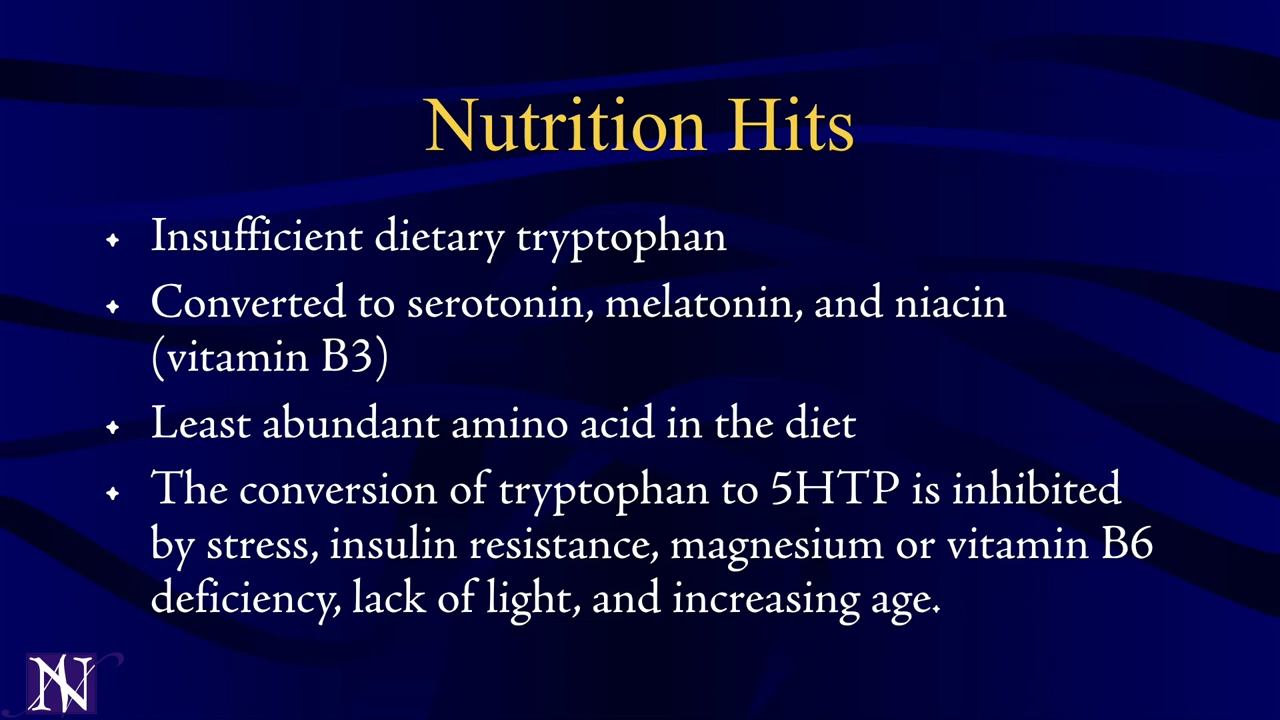 Nutrition Hits
Insufficient dietary tryptophan
Converted to serotonin, melatonin, and niacin
(vitamin B3)
Least abundant amino acid in the diet
The conversion of tryptophan to 5HTP is inhibited
by stress, insulin resistance, magnesium or vitamin B6
deficiency, lack of light, and increasing age.